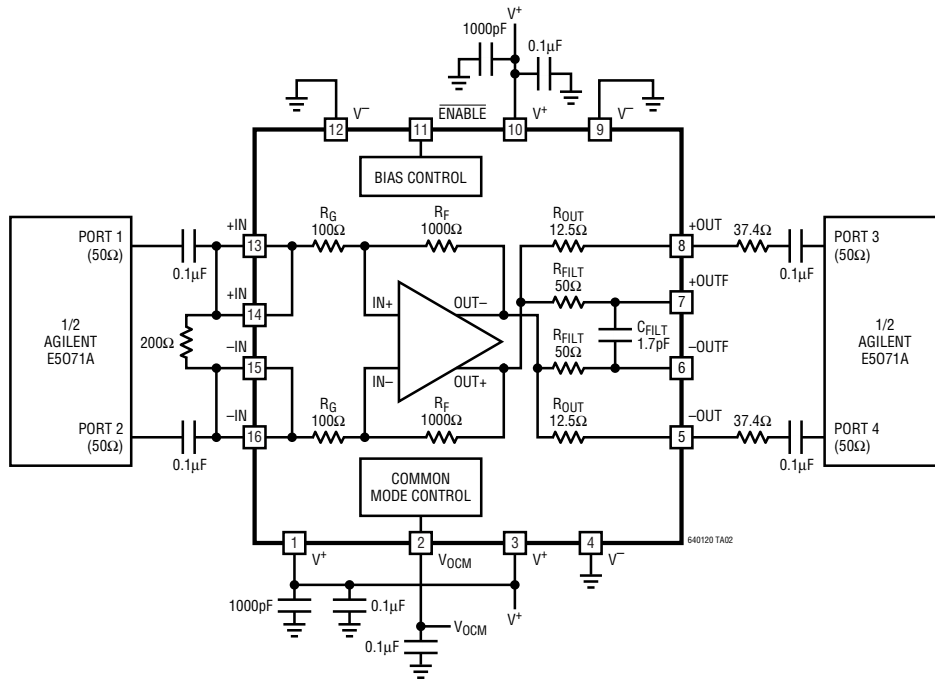 V+
1000pF
0.1µF
V–
ENABLE
V+
V–
12
11
10
9
BIAS CONTROL
PORT 1
(50Ω)
0.1µF
+IN
13
RG
100Ω
RF
1000Ω
ROUT
12.5Ω
+OUT
8
37.4Ω
0.1µF
PORT 3
(50Ω)
+IN
14
IN+
OUT–
RFILT
50Ω
+OUTF
7
1/2
AGILENT
E5071A
200Ω
CFILT
1.7pF
1/2
AGILENT
E5071A
–IN
15
IN–
OUT+
RFILT
50Ω
–OUTF
6
PORT 2
(50Ω)
0.1µF
–IN
16
RG
100Ω
RF
1000Ω
ROUT
12.5Ω
–OUT
5
37.4Ω
0.1µF
PORT 4
(50Ω)
COMMON
MODE CONTROL
1
2
3
4
640120 TA02
V+
VOCM
V+
V–
1000pF
0.1µF
V+
VOCM
0.1µF